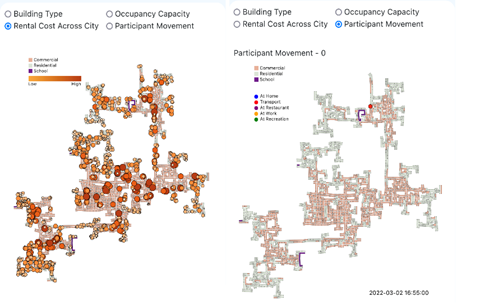 Building Type
Occupancy Capacity
Rental Cost Across City
Participant Movement
Commercial
Residential
School
Low
High
Building Type
Occupancy Capacity
Rental Cost Across City
Participant Movement
Participant Movement - 0
Commercial
Residential
School
At Home
Transport
At Restaurant
At Work
At Recreation
2022-03-02 16:55:00